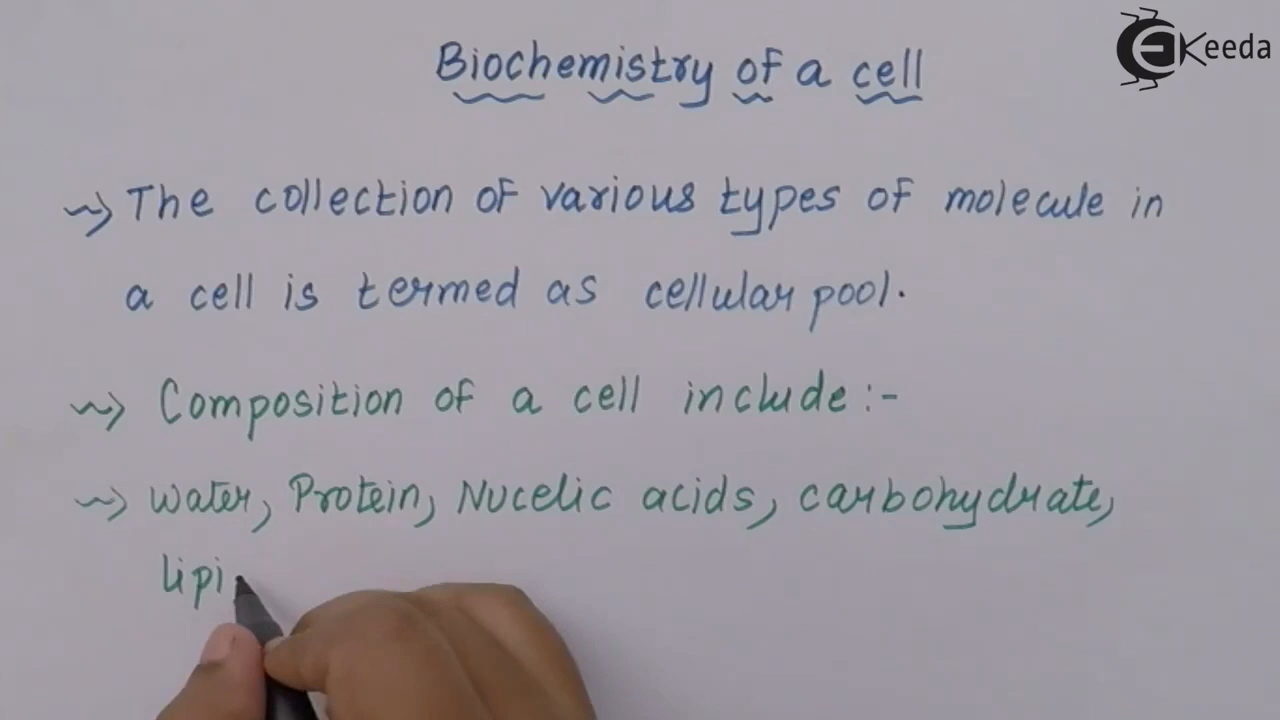 Biochemistry of a cell
EKeeda
⇝ The collection of various types of molecule in
a cell is termed as cellular pool.
⇝ Composition of a cell include:-
⇝ Water, Protein, Nucelic acids, carbohydrate,
lipi